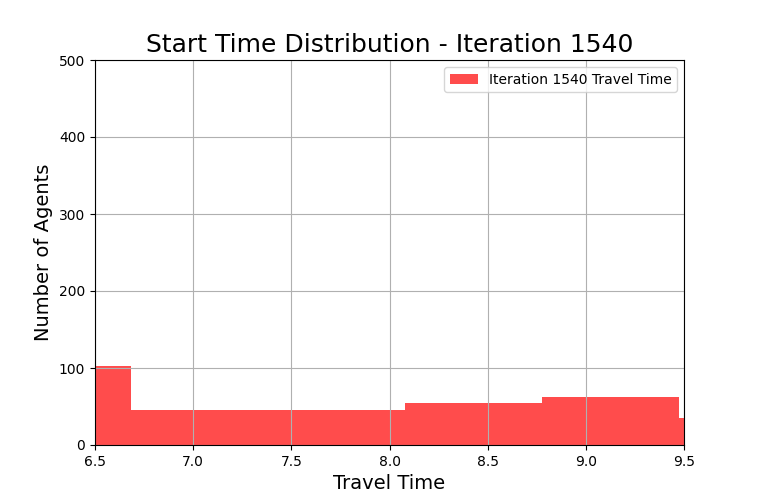 Start Time Distribution - Iteration 1540
Iteration 1540 Travel Time
Number of Agents
500
400
300
200
100
0
6.5 7.0 7.5 8.0 8.5 9.0 9.5
Travel Time